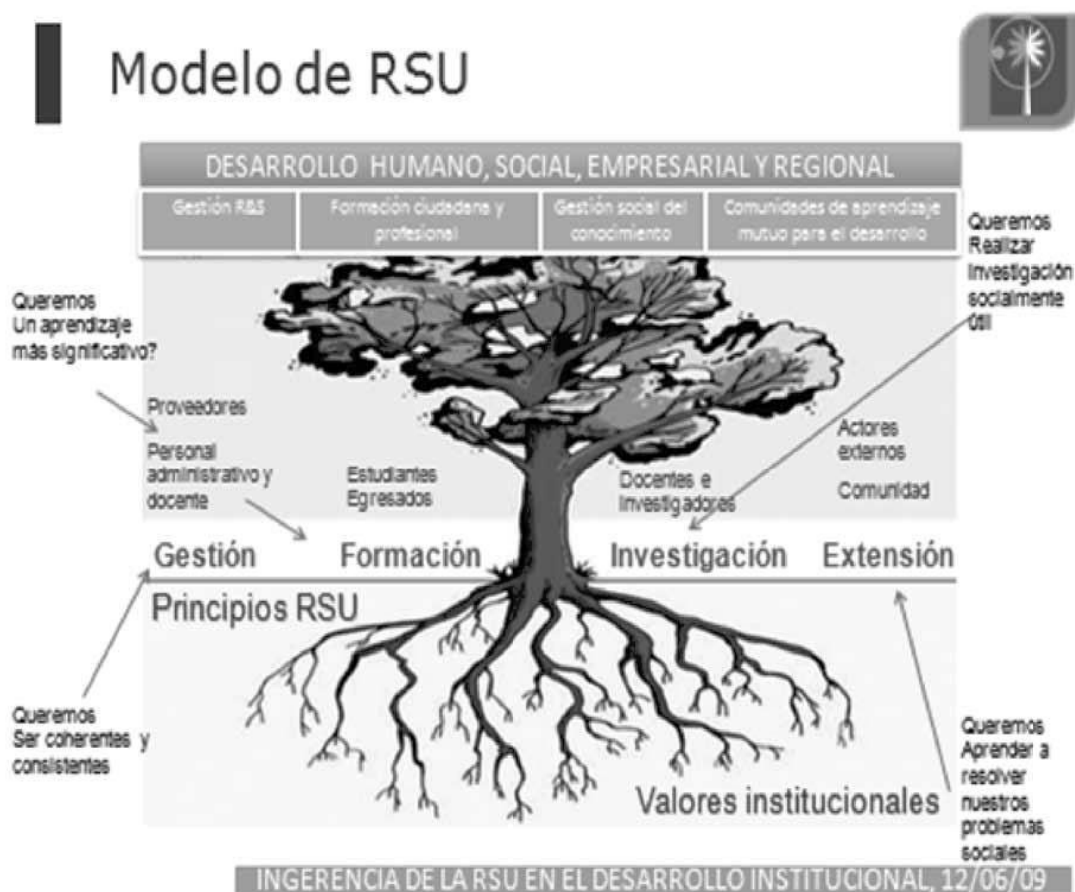 Modelo de RSU
DESARROLLO HUMANO, SOCIAL, EMPRESARIAL Y REGIONAL
Gestión R&S
Formación ciudadana y
profesional
Gestión social del
conocimiento
Comunidades de aprendizaje
mutuo para el desarrollo
Queremos
Realizar
Investigación
socialmente
útil
Queremos
Un aprendizaje
más significativo?
Proveedores
Personal
administrativo y
docente
Estudiantes
Egresados
Docentes e
Investigadores
Actores
externos
Comunidad
Gestión
Formación
Investigación
Extensión
Principios RSU
Queremos
Ser coherentes y
consistentes
Valores institucionales
Queremos
Aprender a
resolver
nuestros
problemas
sociales
INGERENCIA DE LA RSU EN EL DESARROLLO INSTITUCIONAL, 12/06/09